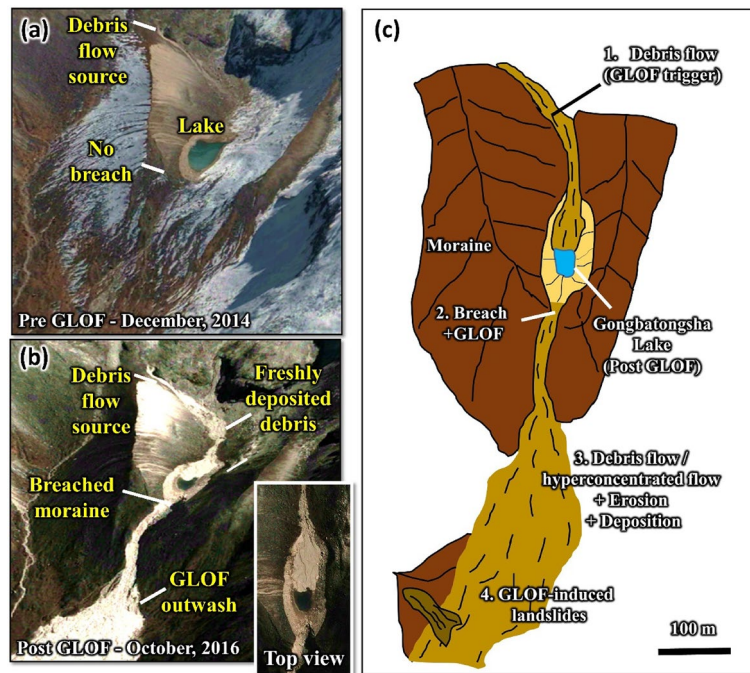 (a)
Debris
flow
source
Lake
No
breach
Pre GLOF - December, 2014
(b)
Debris
flow
source
Freshly
deposited
debris
Breached
moraine
GLOF
outwash
Post GLOF - October, 2016
Top view
(c)
1. Debris flow
(GLOF trigger)
Moraine
2. Breach
+GLOF
Gongbatongsha
Lake
(Post GLOF)
3. Debris flow /
hyperconcentrated flow
+ Erosion
+ Deposition
4. GLOF-induced
landslides
100 m